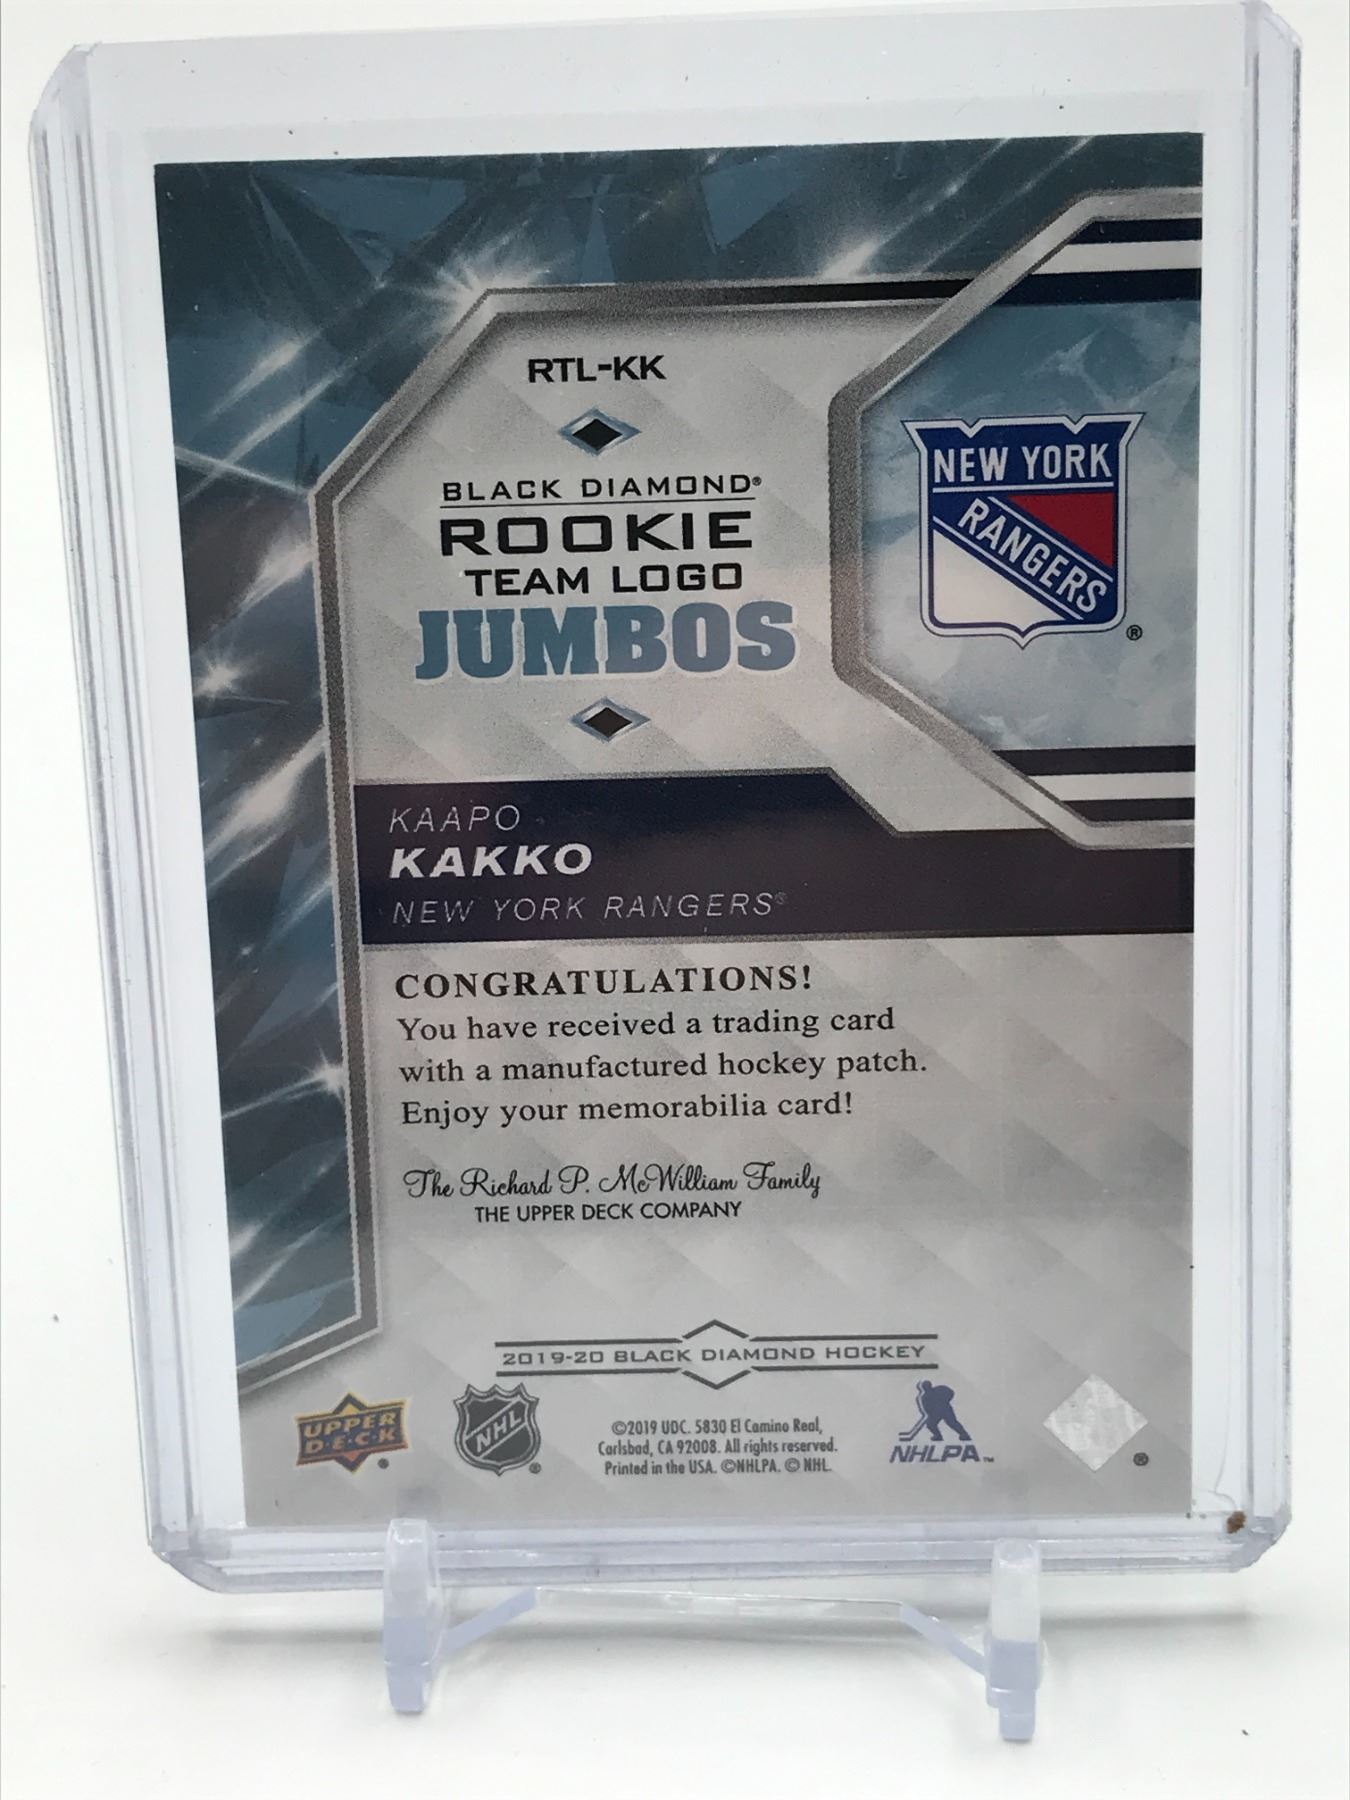 RTL-KK
BLACK DIAMOND®
ROOKIE
TEAM LOGO
JUMBOS
NEW YORK
RANGERS
®
KAAPO
KAKKO
NEW YORK RANGERS®
CONGRATULATIONS!
You have received a trading card
with a manufactured hockey patch.
Enjoy your memorabilia card!
The Richard P. McWilliam Family
THE UPPER DECK COMPANY
2019-20 BLACK DIAMOND HOCKEY
UPPER
D·E·C·K
NHL
®
©2019 UDC. 5830 El Camino Real,
Carlsbad, CA 92008. All rights reserved.
Printed in the USA. ©NHLPA. © NHL.
NHLPA™
®